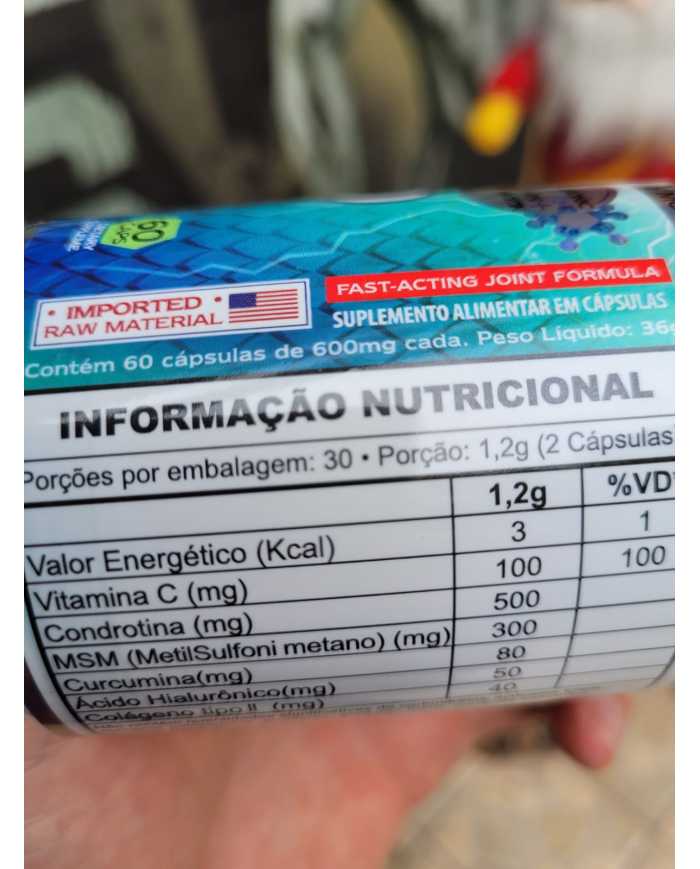 60
CAPS
IMPORTED
RAW MATERIAL
FAST-ACTING JOINT FORMULA
SUPLEMENTO ALIMENTAR EM CÁPSULAS
Contém 60 cápsulas de 600mg cada. Peso Líquido: 36g
INFORMAÇÃO NUTRICIONAL
Porções por embalagem: 30 • Porção: 1,2g (2 Cápsulas
1,2g %VD*
Valor Energético (Kcal) 3 1
Vitamina C (mg) 100 100
Condrotina (mg) 500
MSM (MetilSulfoni metano) (mg) 300
Curcumina(mg) 80
Ácido Hialurônico(mg) 50
Colágeno tipo II (mg) 40